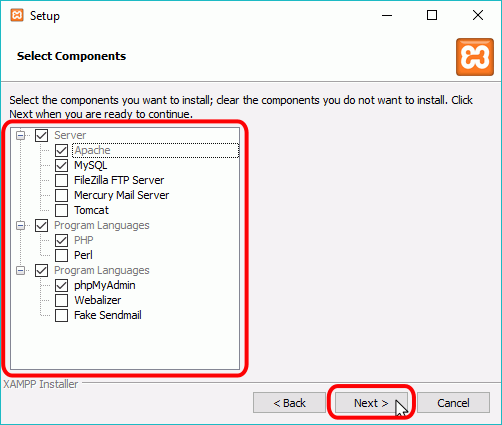 Setup
Select Components
Select the components you want to install; clear the components you do not want to install. Click
Next when you are ready to continue.
Server
Apache
MySQL
FileZilla FTP Server
Mercury Mail Server
Tomcat
Program Languages
PHP
Perl
Program Languages
phpMyAdmin
Webalizer
Fake Sendmail
XAMPP Installer
< Back
Next >
Cancel